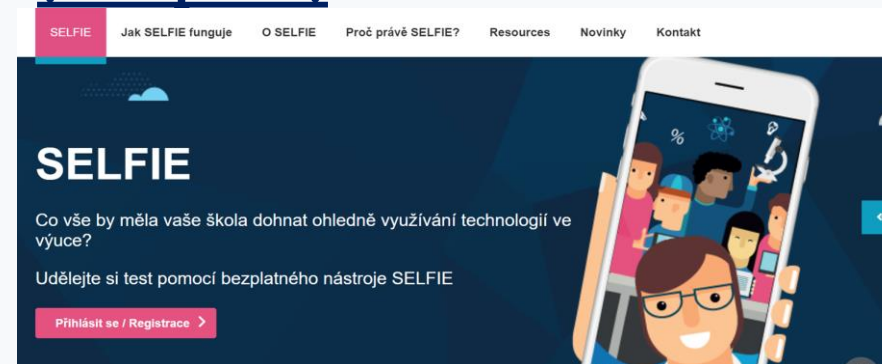 SELFIE Jak SELFIE funguje O SELFIE Proč právě SELFIE? Resources Novinky Kontakt
%
SELFIE
Co vše by měla vaše škola dohnat ohledně využívání technologií ve
výuce?
Udělejte si test pomocí bezplatného nástroje SELFIE
Přihlásit se / Registrace >